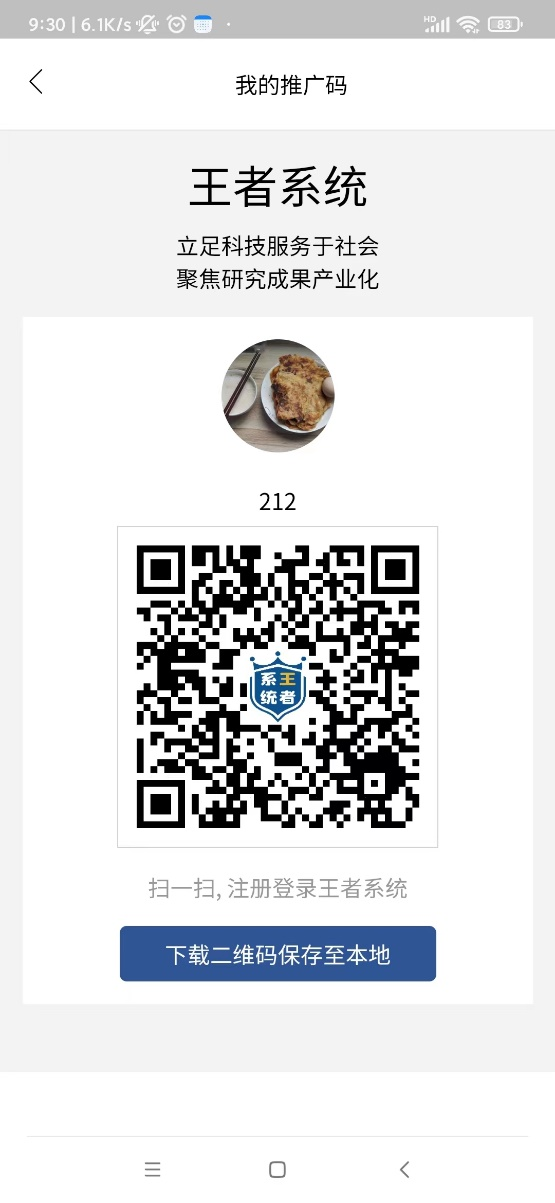 9:30 | 6.1K/s
HD
83
我的推广码
王者系统
立足科技服务于社会
聚焦研究成果产业化
212
系王
统者
扫一扫, 注册登录王者系统
下载二维码保存至本地